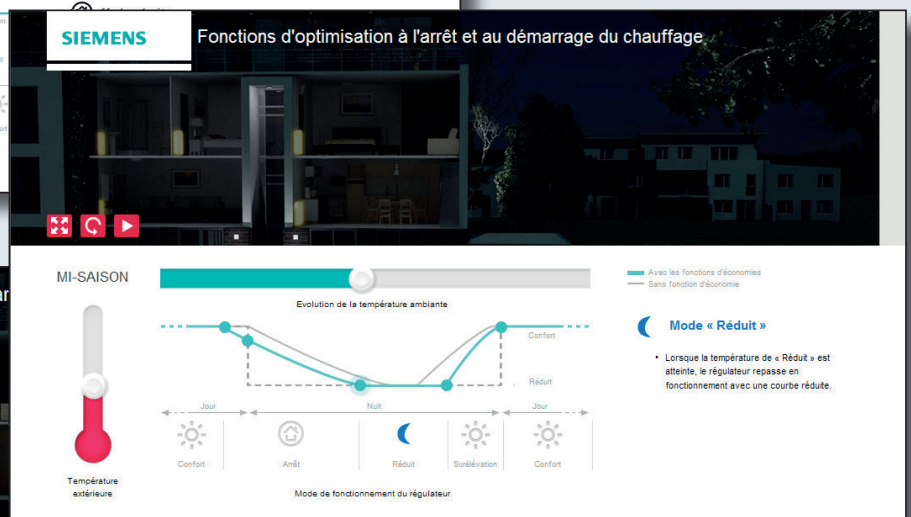 SIEMENS
Fonctions d'optimisation à l'arrêt et au démarrage du chauffage
MI-SAISON
Evolution de la température ambiante
Avec les fonctions d'économies
Sans fonction d'économie
Mode « Réduit »
• Lorsque la température de « Réduit » est
atteinte, le régulateur repasse en
fonctionnement avec une courbe réduite.
Confort
Réduit
Jour
Nuit
Jour
Confort
Arrêt
Réduit
Surélévation
Confort
Température
extérieure
Mode de fonctionnement du régulateur